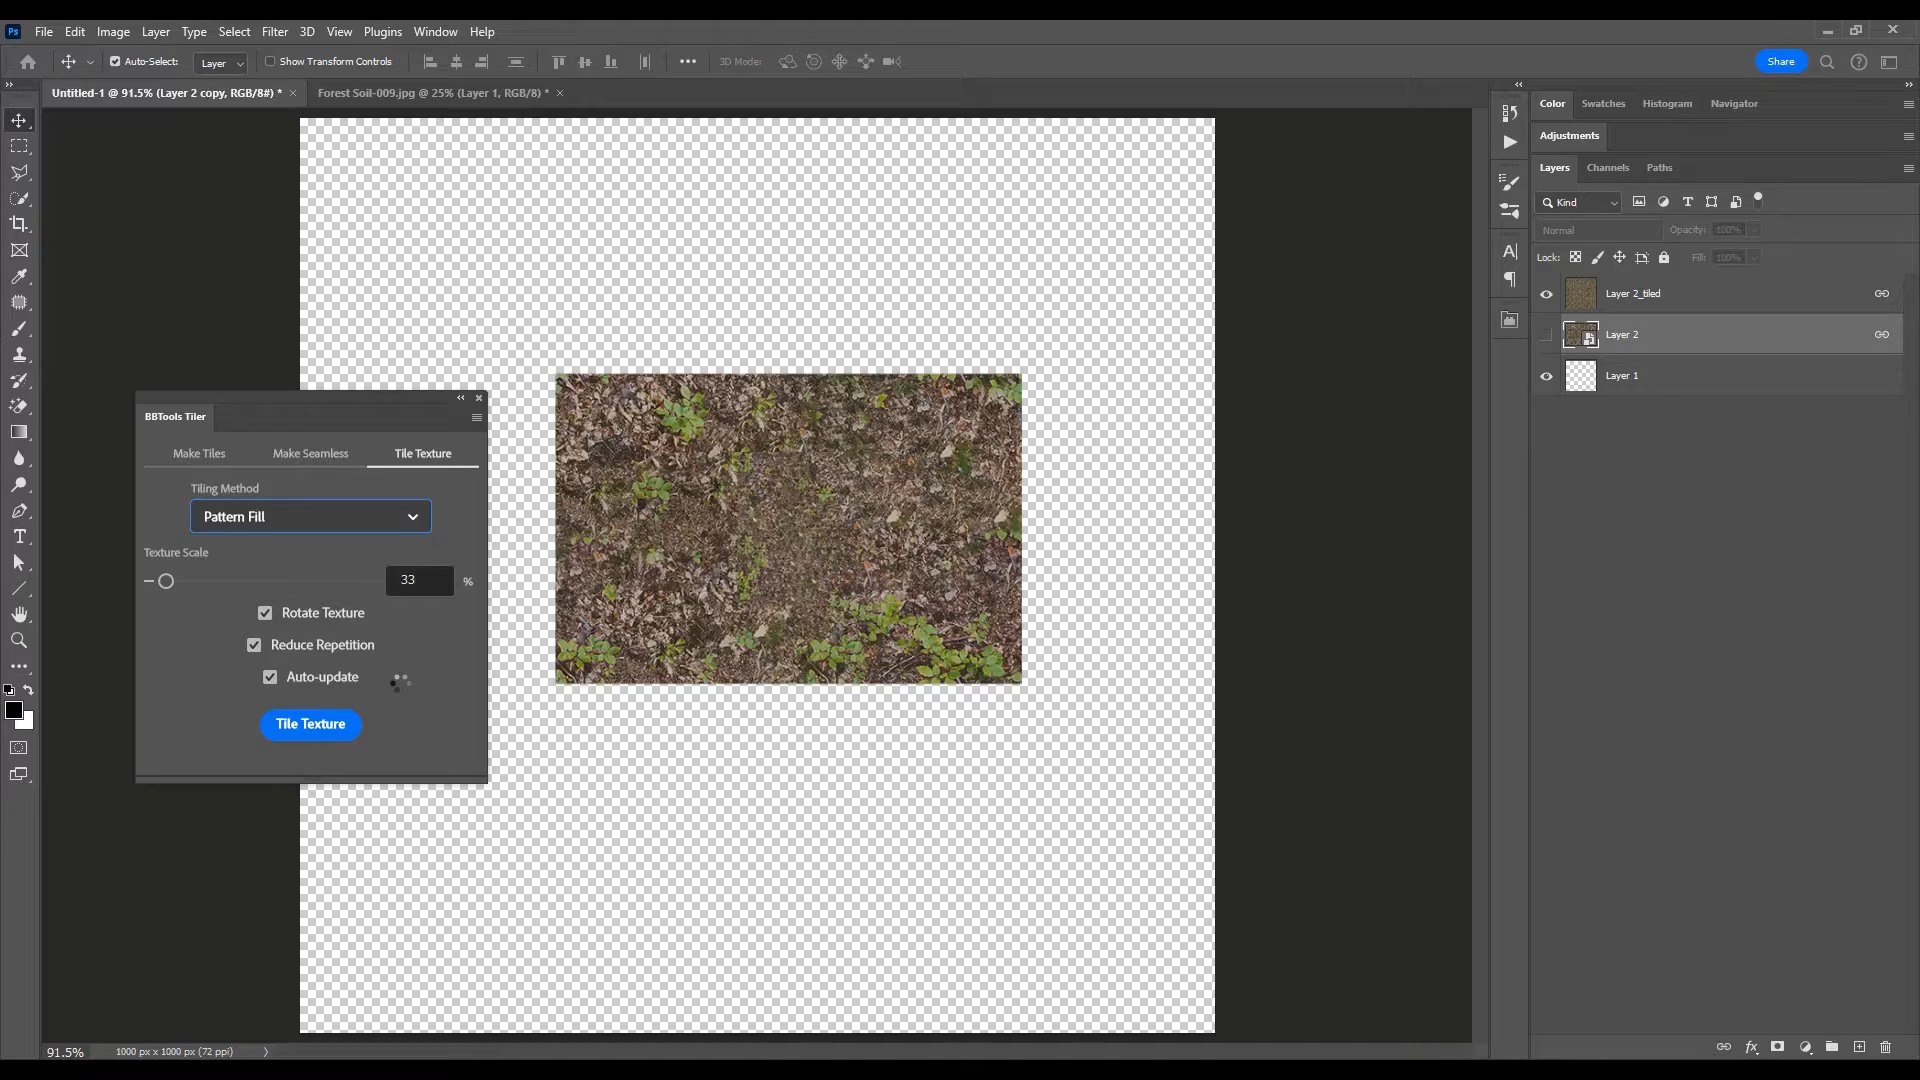 Ps File Edit Image Layer Type Select Filter 3D View Plugins Window Help
Auto-Select: Layer Show Transform Controls 3D Mode: Share
Untitled-1 @ 91.5% (Layer 2 copy, RGB/8#) * Forest Soil-009.jpg @ 25% (Layer 1, RGB/8) *
Color Swatches Histogram Navigator
Adjustments
Layers Channels Paths
Kind
Normal Opacity: 100%
Lock: Fill: 100%
Layer 2_tiled
Layer 2
Layer 1
BBTools Tiler
Make Tiles Make Seamless Tile Texture
Tiling Method
Pattern Fill
Texture Scale
33 %
Rotate Texture
Reduce Repetition
Auto-update
Tile Texture
91.5% 1000 px x 1000 px (72 ppi)